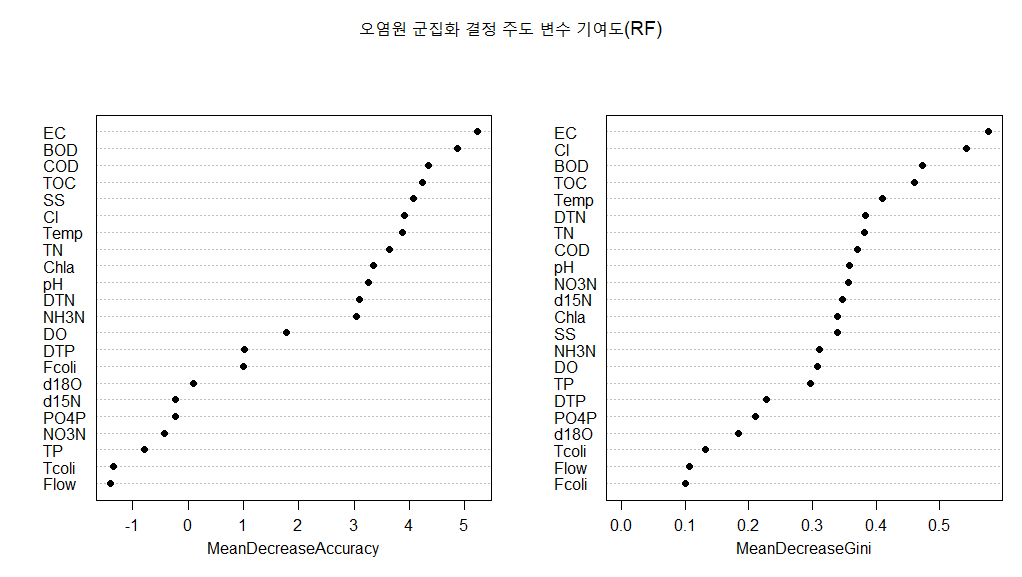 오염원 군집화 결정 주도 변수 기여도(RF)
EC
BOD
COD
TOC
SS
Cl
Temp
TN
Chla
pH
DTN
NH3N
DO
DTP
Fcoli
d18O
d15N
PO4P
NO3N
TP
Tcoli
Flow
-1 0 1 2 3 4 5
MeanDecreaseAccuracy
EC
Cl
BOD
TOC
Temp
DTN
TN
COD
pH
NO3N
d15N
Chla
SS
NH3N
DO
TP
DTP
PO4P
d18O
Tcoli
Flow
Fcoli
0.0 0.1 0.2 0.3 0.4 0.5
MeanDecreaseGini